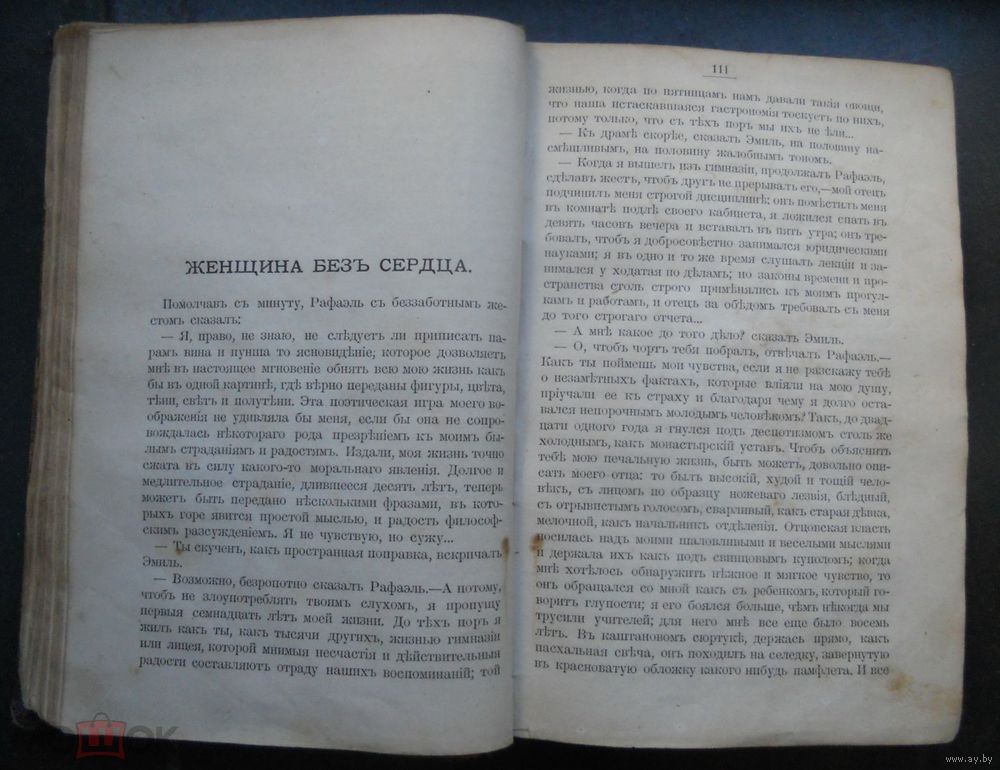 ЖЕНЩИНА БЕЗЪ СЕРДЦА.
Помолчавъ съ минуту, Рафаэль съ беззаботнымъ же-
стомъ сказалъ:
— Я, право, не знаю, не слѣдуетъ ли приписать па-
рамъ вина и пунша то ясновидѣніе; которое дозволяетъ
мнѣ въ настоящее мгновеніе обнять всю мою жизнь какъ
бы въ одной картинѣ, гдѣ вѣрно переданы фигуры, цвѣта,
тѣни, свѣтъ и полутѣни. Эта поэтическая игра моего во-
ображенія не удивляла бы меня, если бы она не сопро-
вождалась нѣкотораго рода презрѣніемъ къ моимъ бы-
лымъ страданіямъ и радостямъ. Издали, моя жизнь точно
сжата въ силу какого-то моральнаго явленія. Долгое и
медлительное страданіе, длившееся десять лѣтъ, теперь
можетъ быть передано нѣсколькими фразами, въ кото-
рыхъ горе явится простой мыслью, и радость философ-
скимъ разсужденіемъ. Я не чувствую, но сужу...
— Ты скученъ, какъ пространная поправка, вскричалъ
Эмиль.
— Возможно, безропотно сказалъ Рафаэль.—А потому,
чтобъ не злоупотреблять твоимъ слухомъ, я пропущу
первыя семнадцать лѣтъ моей жизни. До тѣхъ поръ я
жилъ какъ ты, какъ тысячи другихъ, жизнью гимназіи
или лицея, которой мнимыя несчастія и дѣйствительныя
радости составляютъ отраду нашихъ воспоминаній; той
111
жизнью, когда по пятницамъ намъ давали такія овощи,
что наша истаскавшаяся гастрономія тоскуетъ по нихъ,
потому только, что съ тѣхъ поръ мы ихъ не ѣли...
— Къ драмѣ скорѣе, сказалъ Эмиль, на половину на-
смѣшливымъ, на половину жалобнымъ тономъ.
— Когда я вышелъ изъ гимназіи, продолжалъ Рафаэль,
сдѣлавъ жестъ, чтобъ другъ не прерывалъ его,—мой отецъ
подчинилъ меня строгой дисциплинѣ; онъ помѣстилъ меня
въ комнатѣ подлѣ своего кабинета, я ложился спать въ
девять часовъ вечера и вставалъ въ пять утра; онъ тре-
бовалъ, чтобъ я добросовѣстно занимался юридическими
науками; я въ одно и то же время слушалъ лекціи и за-
нимался у ходатая по дѣламъ; но законы времени и про-
странства столь строго примѣнялись къ моимъ прогул-
камъ и работамъ, и отецъ за обѣдомъ требовалъ съ меня
до того строгаго отчета...
— А мнѣ какое до того дѣло? сказалъ Эмиль.
— О, чтобъ чортъ тебя побралъ, отвѣчалъ Рафаэль.—
Какъ ты поймешь мои чувства, если я не разскажу тебѣ
о незамѣтныхъ фактахъ, которые вліяли на мою душу,
пріучали ее къ страху и благодаря чему я долго оста-
вался непорочнымъ молодымъ человѣкомъ? Такъ, до двад-
цати одного года я гнулся подъ деспотизмомъ столь же
холоднымъ, какъ монастырскій уставъ. Чтобъ объяснить
тебѣ мою печальную жизнь, быть можетъ, довольно опи-
сать моего отца: то былъ высокій, худой и тощій чело-
вѣкъ, съ лицомъ по образцу ножеваго лезвія, блѣдный,
съ отрывистымъ голосомъ, сварливый, какъ старая дѣвка,
мелочной, какъ начальникъ отдѣленія. Отцовская власть
носилась надъ моими шаловливыми и веселыми мыслями
и держала ихъ какъ подъ свинцовымъ куполомъ; когда
мнѣ хотѣлось обнаружить нѣжное и мягкое чувство, то
онъ обращался со мной какъ съ ребенкомъ, который го-
воритъ глупости; я его боялся больше, чѣмъ нѣкогда мы
трусили учителей; для него мнѣ все еще было восемь
лѣтъ. Въ каштановомъ сюртукѣ, держась прямо, какъ
пасхальная свѣча, онъ походилъ на селедку, завернутую
въ красноватую обложку какого нибудь памфлета. И все
www.ay.by